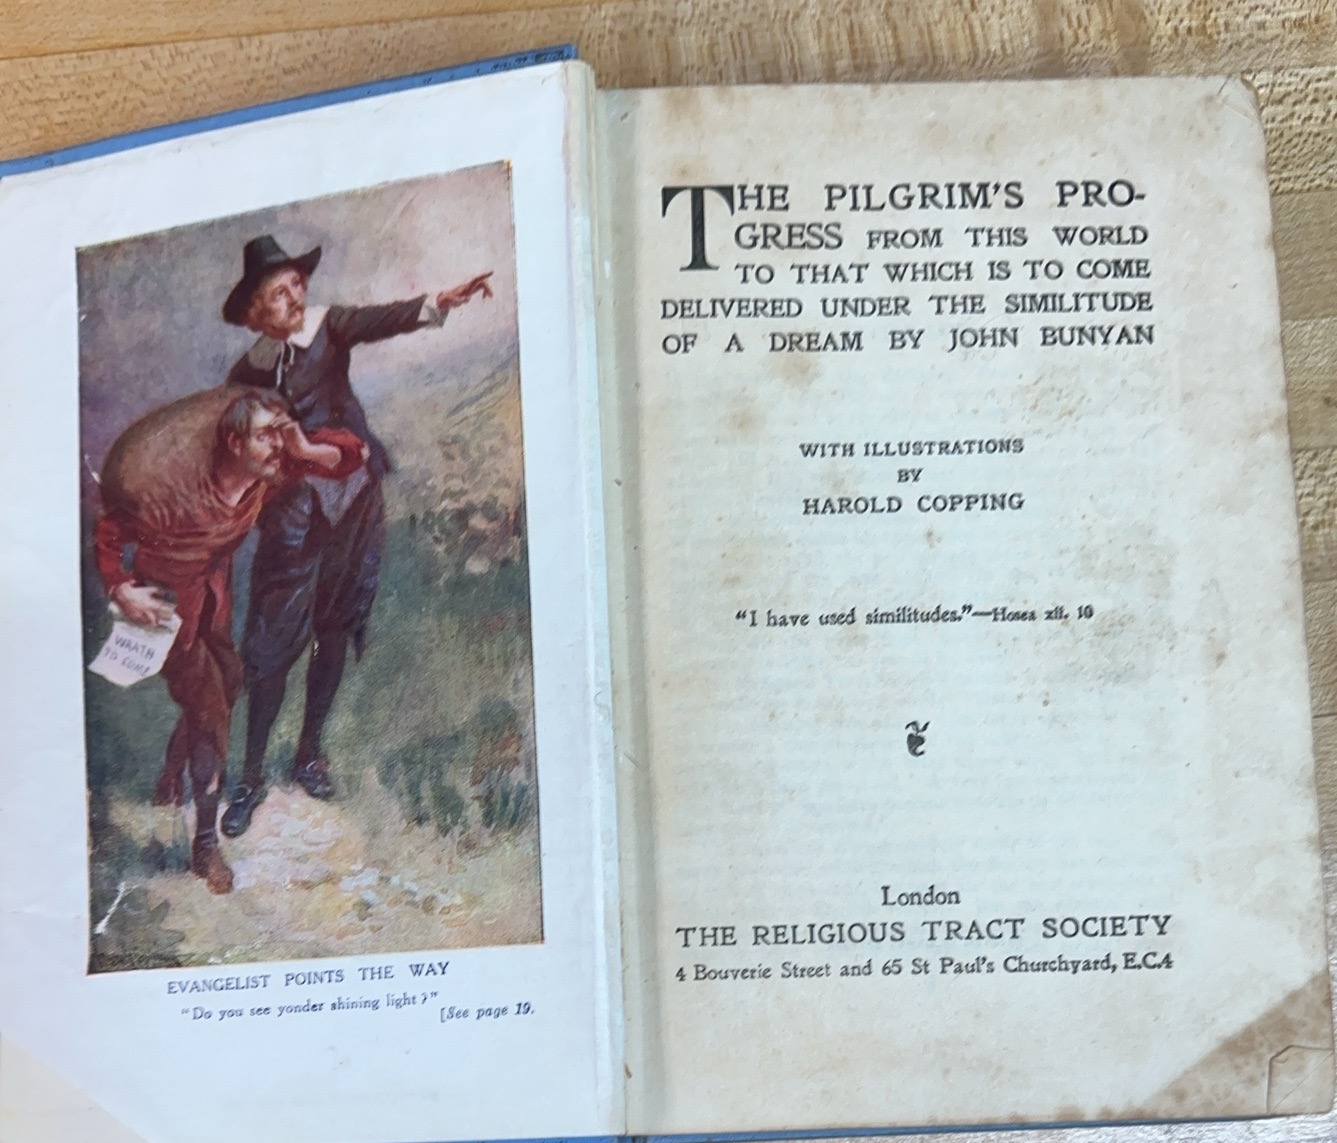 WRATH
TO COME
EVANGELIST POINTS THE WAY
“Do you see yonder shining light?”
[See page 19.
THE PILGRIM'S PRO-
GRESS FROM THIS WORLD
TO THAT WHICH IS TO COME
DELIVERED UNDER THE SIMILITUDE
OF A DREAM BY JOHN BUNYAN
WITH ILLUSTRATIONS
BY
HAROLD COPPING
“I have used similitudes.”—Hosea xii. 10
London
THE RELIGIOUS TRACT SOCIETY
4 Bouverie Street and 65 St Paul's Churchyard, E.C.4